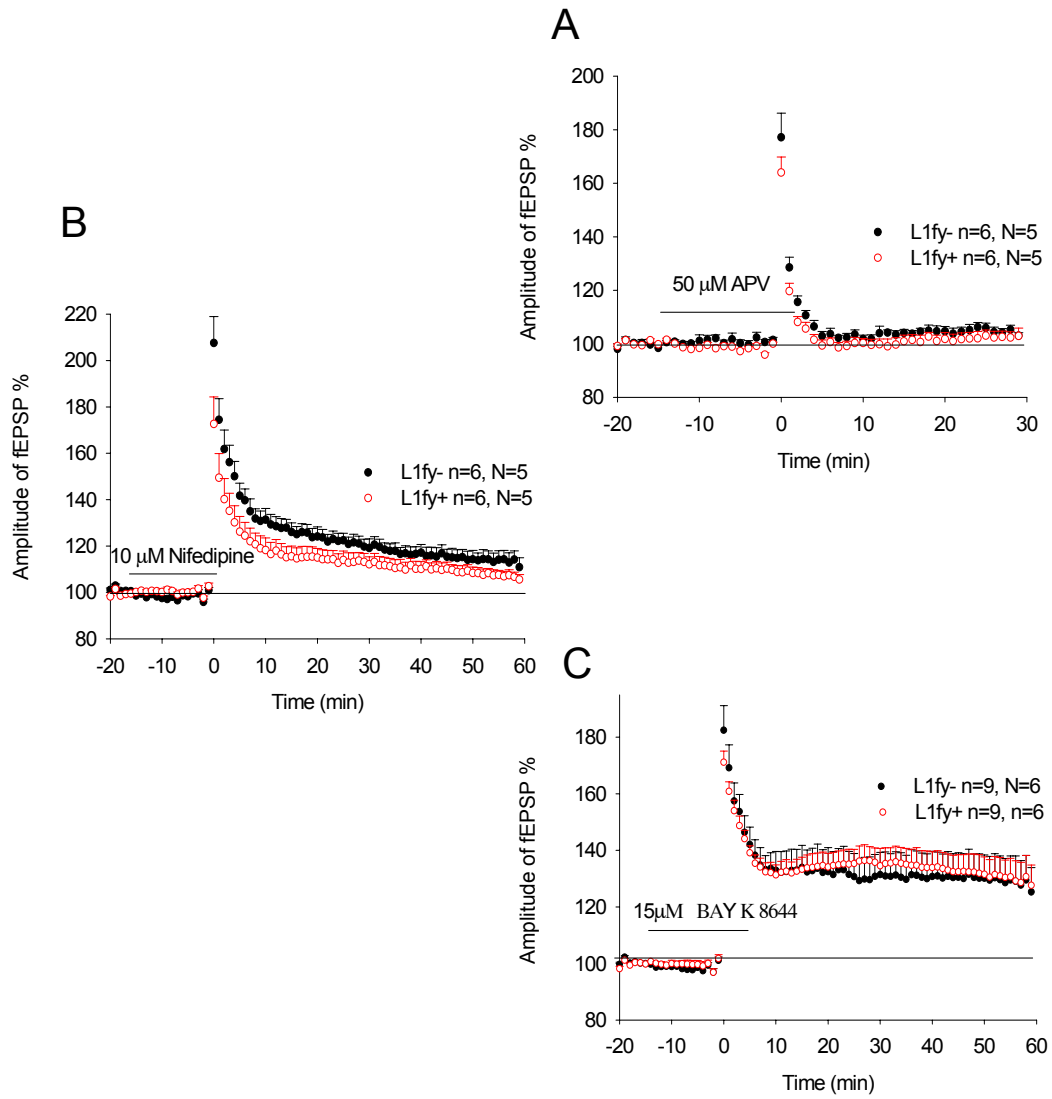 A
200
180
160
140
120
100
80
Amplitude of fEPSP %
L1fy- n=6, N=5
L1fy+ n=6, N=5
50 μM APV
-20 -10 0 10 20 30
Time (min)
B
220
200
180
160
140
120
100
80
Amplitude of fEPSP %
L1fy- n=6, N=5
L1fy+ n=6, N=5
10 μM Nifedipine
-20 -10 0 10 20 30 40 50 60
Time (min)
C
180
160
140
120
100
80
Amplitude of fEPSP %
L1fy- n=9, N=6
L1fy+ n=9, n=6
15μM BAY K 8644
-20 -10 0 10 20 30 40 50 60
Time (min)